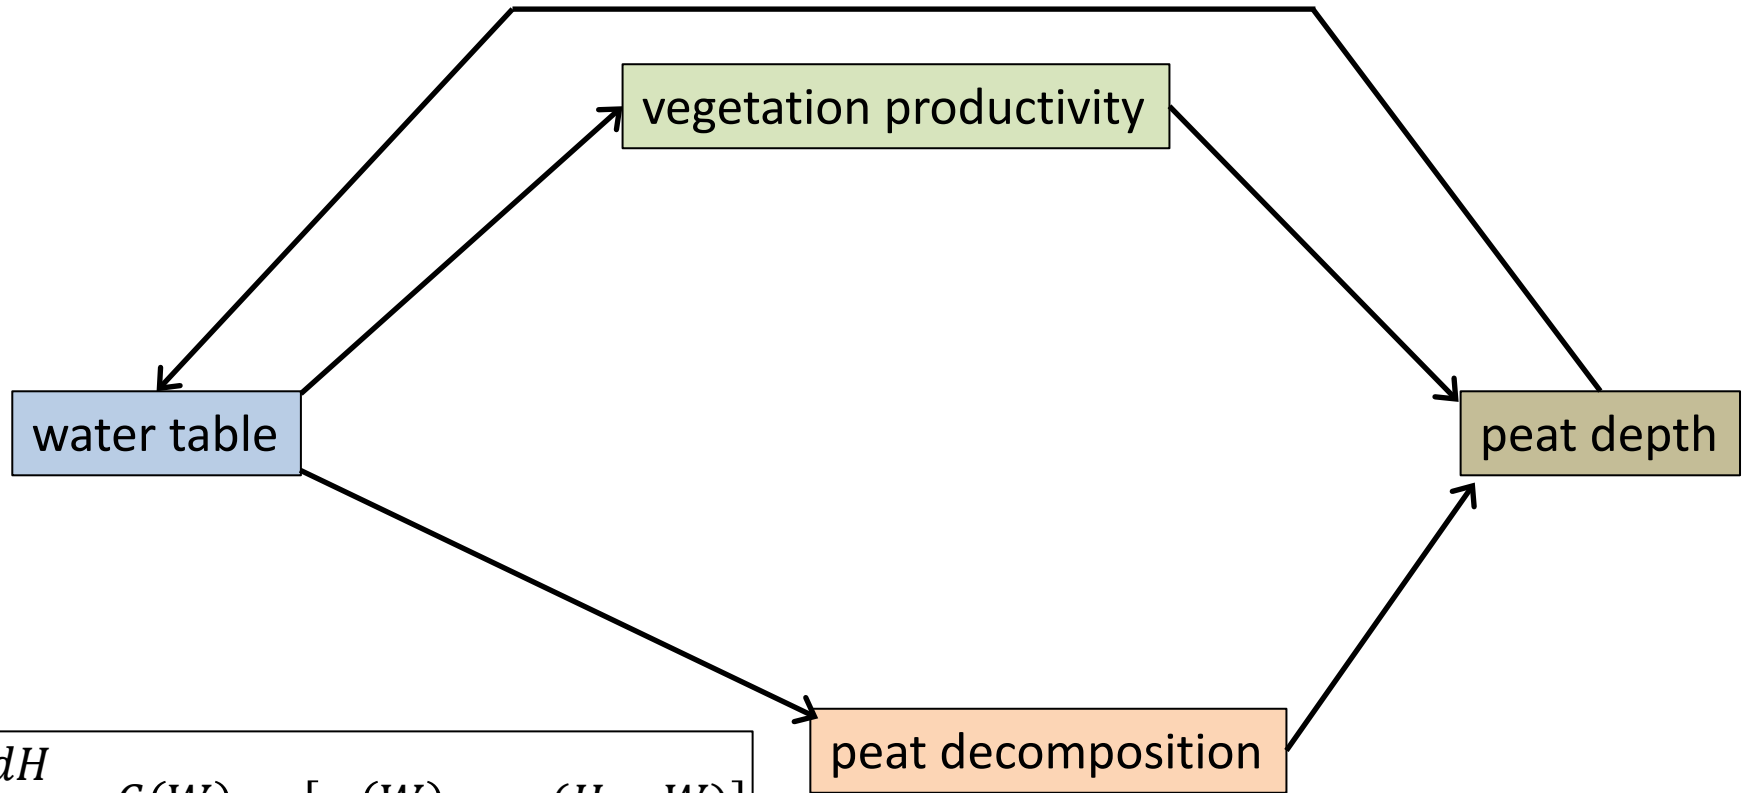 vegetation productivity
water table
peat depth
peat decomposition
dH